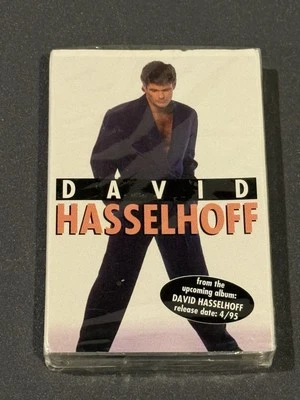 DAVID
HASSELHOFF
from the
upcoming album:
DAVID HASSELHOFF
release date: 4/95